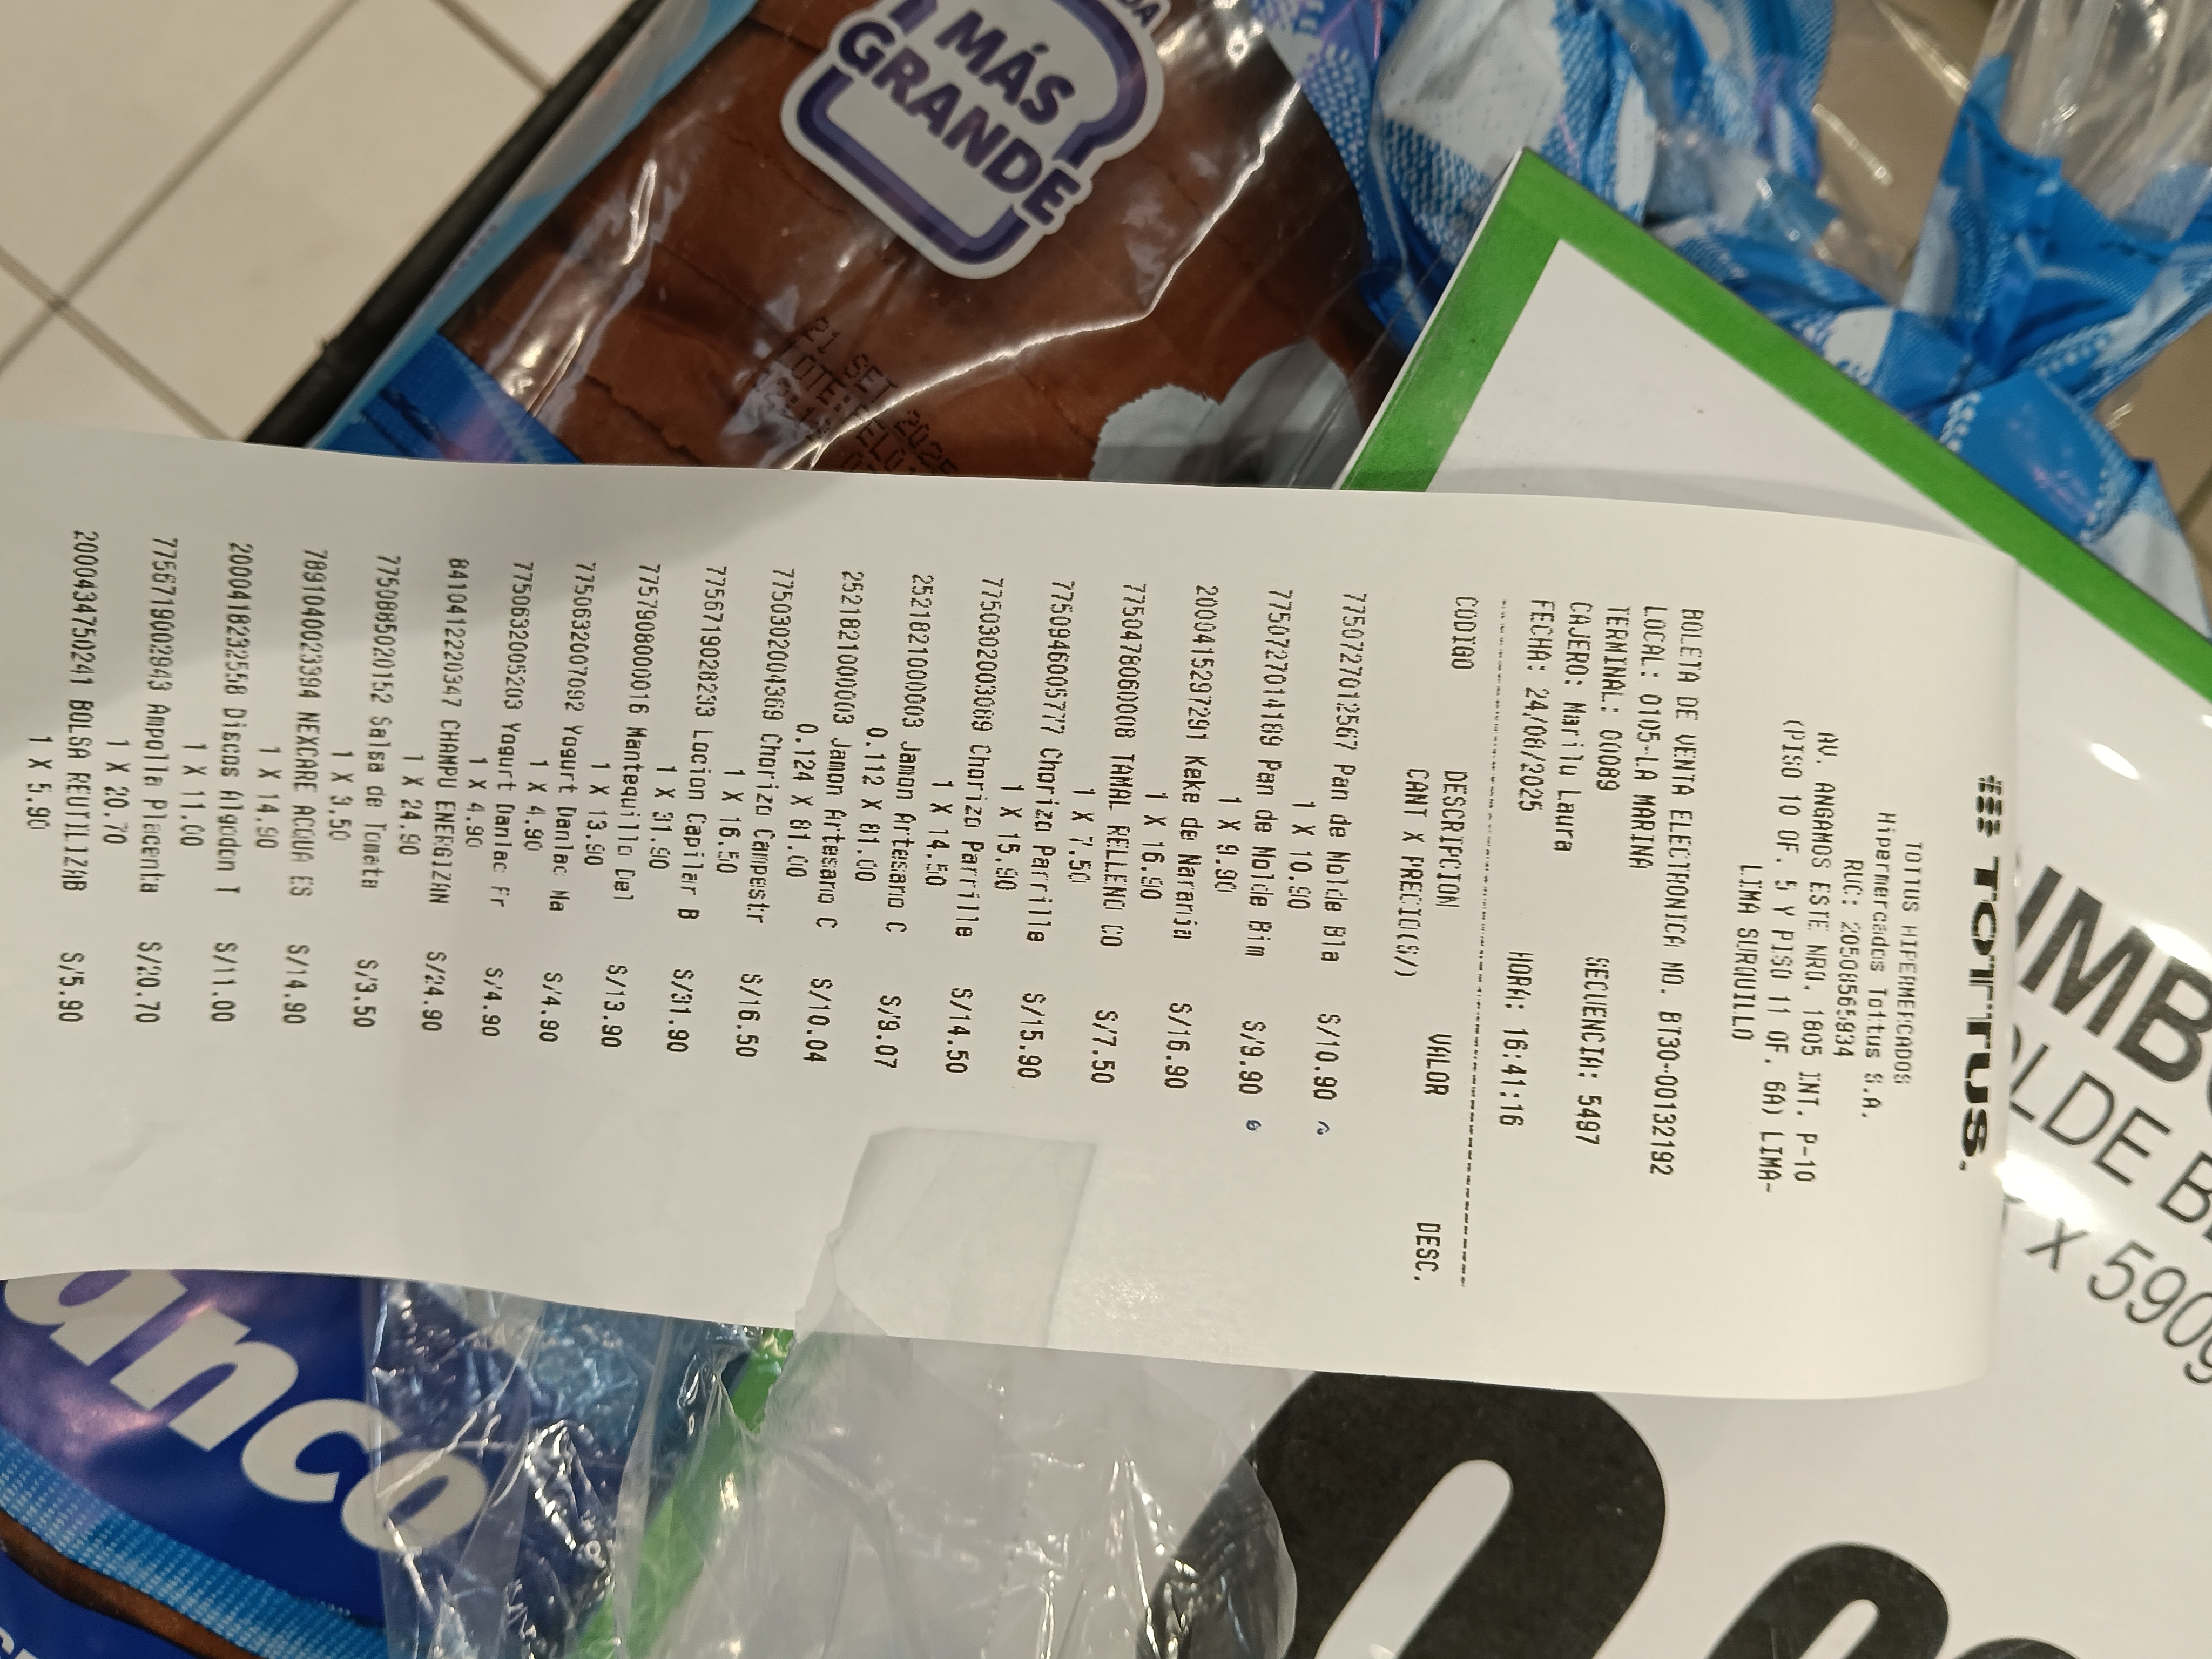 TOTTUS.
TOTTUS HIPERMERCADOS
Hipermercados Tottus S.A.
RUC: 20508565934
AV. ANGAMOS ESTE NRO. 1805 INT. P-10
(PISO 10 OF. 5 Y PISO 11 OF. 6A) LIMA-
LIMA SURQUILLO
BOLETA DE VENTA ELECTRONICA NO. BT30-00132192
LOCAL: 0105-LA MARINA
TERMINAL: 00089 SECUENCIA: 5497
CAJERO: Marilu Laura
FECHA: 24/08/2025 HORA: 16:41:16
CODIGO DESCRIPCION VALOR DESC.
CANT X PRECIO(S/)
7750727012567 Pan de Molde Bla S/10.90
1 X 10.90
7750727014189 Pan de Molde Bim S/9.90
1 X 9.90
2000415297291 Keke de Naranja S/16.90
1 X 16.90
7750478060008 TAMAL RELLENO CO S/7.50
1 X 7.50
7750946005777 Chorizo Parrille S/15.90
1 X 15.90
7750302003089 Chorizo Parrille S/14.50
1 X 14.50
2521821000003 Jamon Artesano C S/9.07
0.112 X 81.00
2521821000003 Jamon Artesano C S/10.04
0.124 X 81.00
7750302004369 Chorizo Campestr S/16.50
1 X 16.50
7756719028293 Locion Capilar B S/31.90
1 X 31.90
7757908000016 Mantequilla Del S/13.90
1 X 13.90
7750632007092 Yogurt Danlac Na S/4.90
1 X 4.90
7750632005203 Yogurt Danlac Fr S/4.90
1 X 4.90
8410412220347 CHAMPU ENERGIZAN S/24.90
1 X 24.90
7750885020152 Salsa de Tomate S/3.50
1 X 3.50
7891040023394 NEXCARE ACQUA ES S/14.90
1 X 14.90
2000418232558 Discos Algodon T S/11.00
1 X 11.00
7756719002943 Ampolla Placenta S/20.70
1 X 20.70
2000434750241 BOLSA REUTILIZAB S/5.90
1 X 5.90
MÁS
GRANDE
21 SET 2025
X 590g